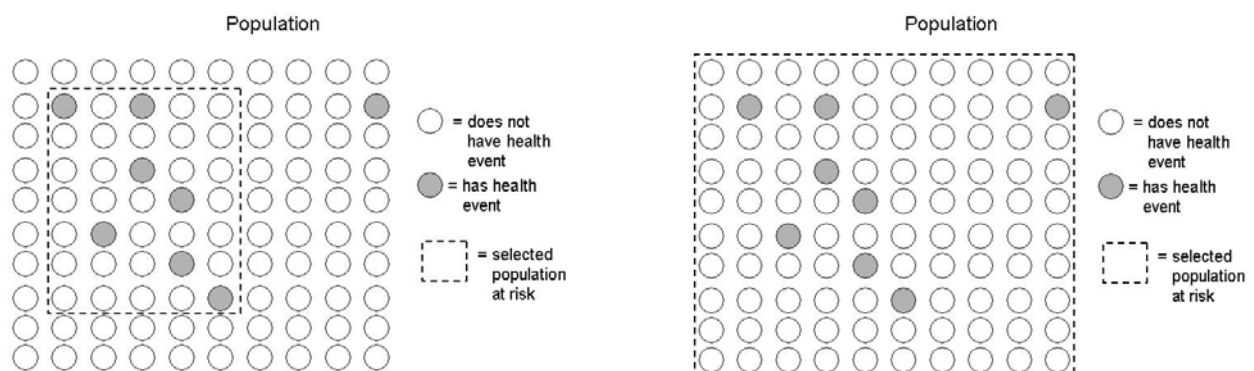 Population
= does not
have health
event
= has health
event
= selected
population
at risk
Population
= does not
have health
event
= has health
event
= selected
population
at risk